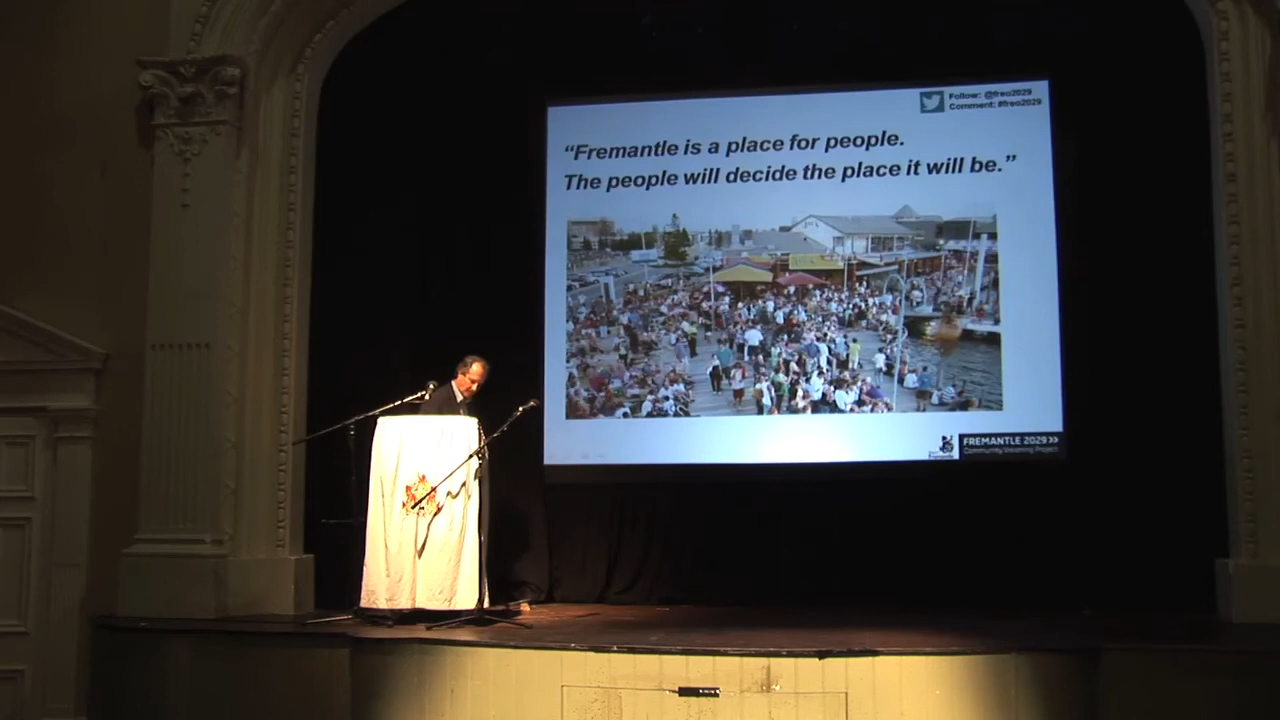 Follow: @freo2029
Comment: #freo2029
“Fremantle is a place for people.
The people will decide the place it will be.”
Fremantle
FREMANTLE 2029 >>
Community Visioning Project